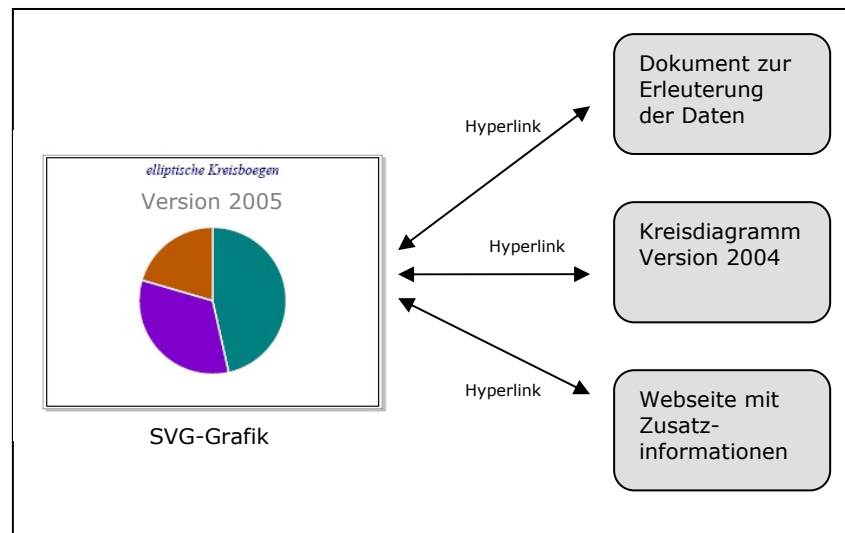 elliptische Kreisboegen
Version 2005
SVG-Grafik
Hyperlink
Dokument zur
Erleuterung
der Daten
Hyperlink
Kreisdiagramm
Version 2004
Hyperlink
Webseite mit
Zusatz-
informationen